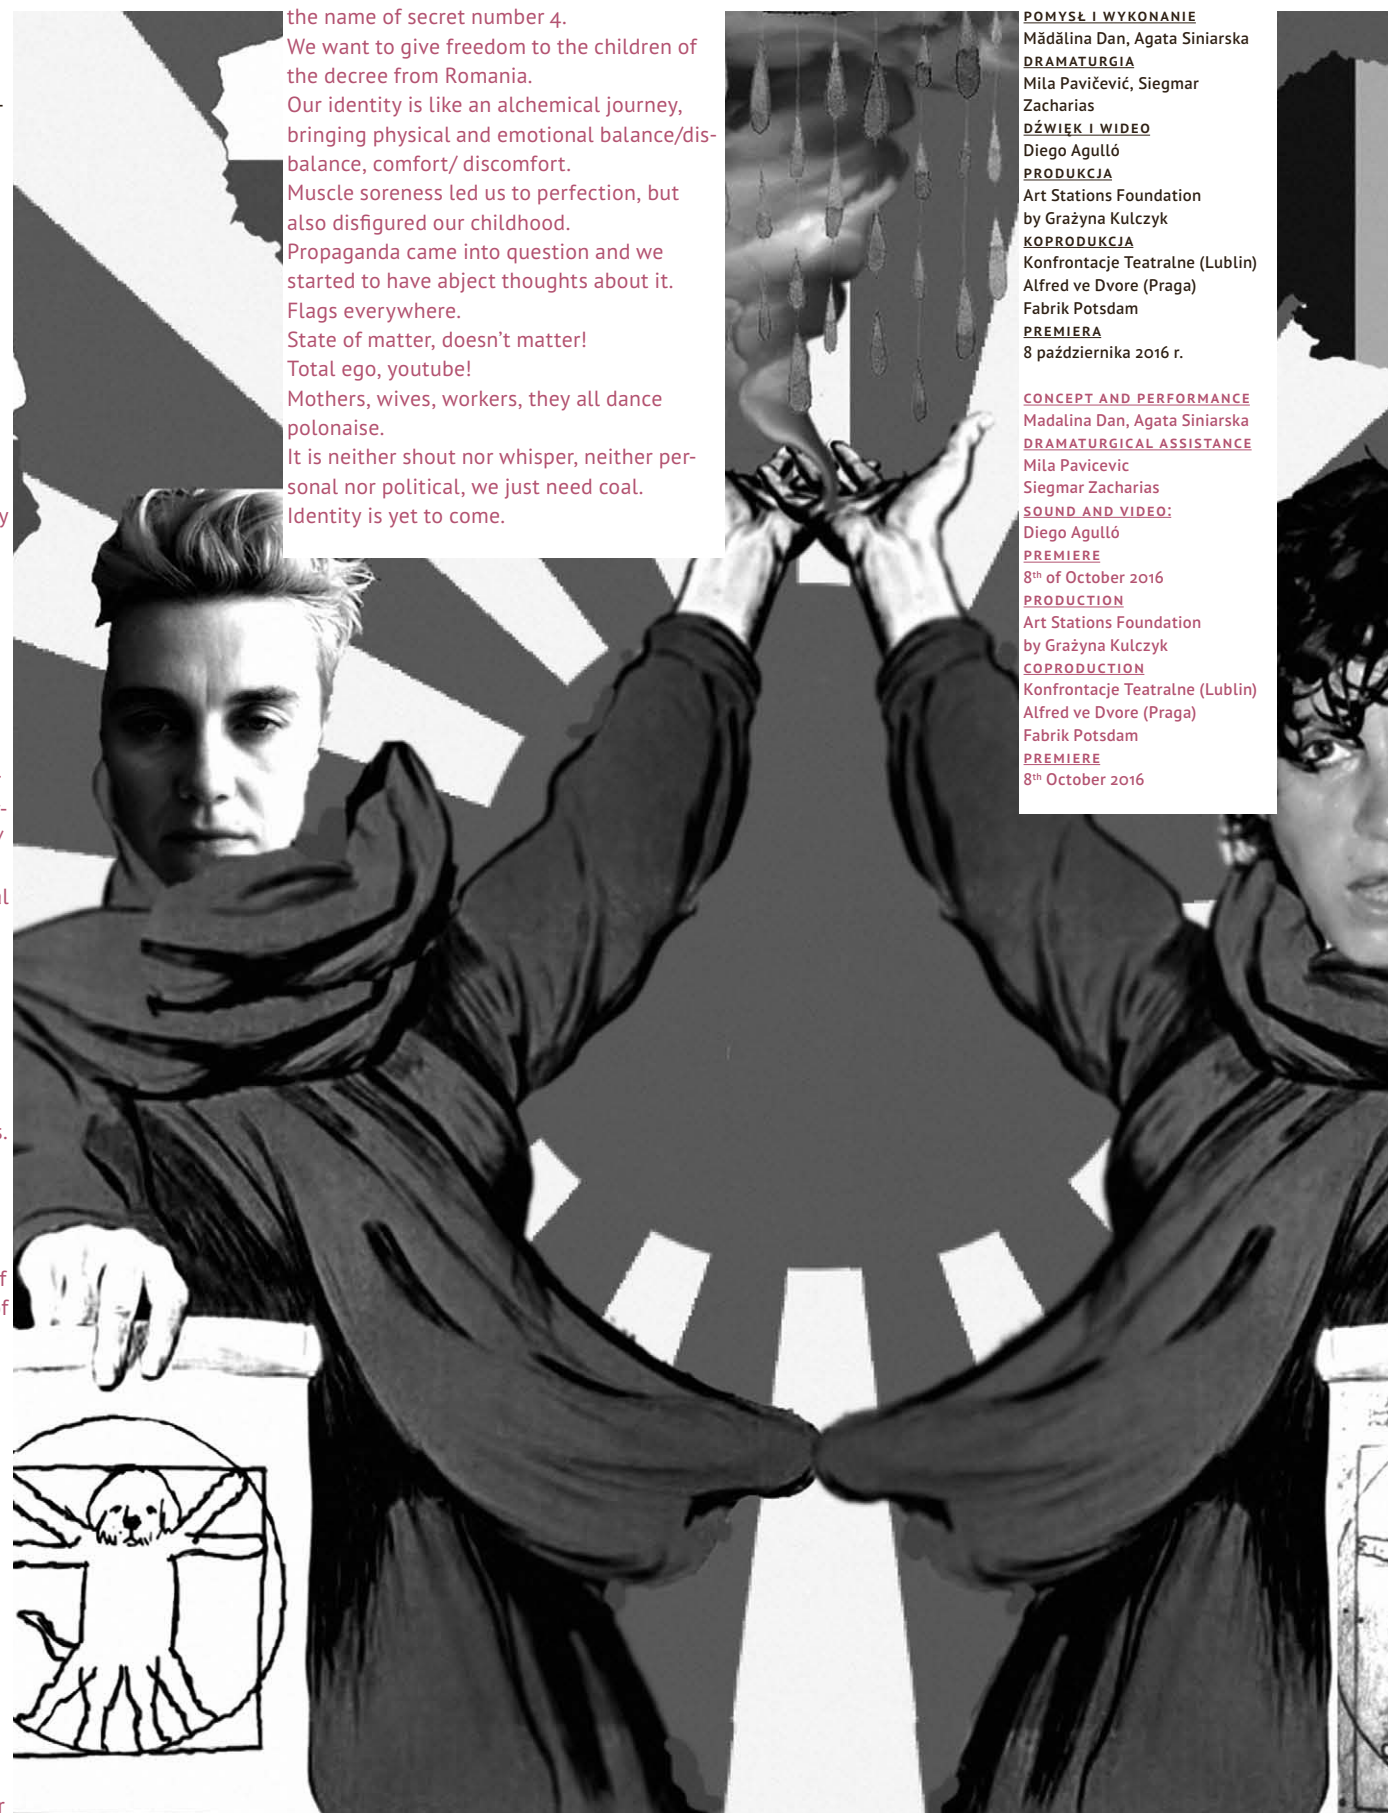 the name of secret number 4.
We want to give freedom to the children of
the decree from Romania.
Our identity is like an alchemical journey,
bringing physical and emotional balance/dis-
balance, comfort/ discomfort.
Muscle soreness led us to perfection, but
also disfigured our childhood.
Propaganda came into question and we
started to have abject thoughts about it.
Flags everywhere.
State of matter, doesn't matter!
Total ego, youtube!
Mothers, wives, workers, they all dance
polonaise.
It is neither shout nor whisper, neither per-
sonal nor political, we just need coal.
Identity is yet to come.
POMYSŁ I WYKONANIE
Mădălina Dan, Agata Siniarska
DRAMATURGIA
Mila Pavičević, Siegmar
Zacharias
DŹWIĘK I WIDEO
Diego Agulló
PRODUKCJA
Art Stations Foundation
by Grażyna Kulczyk
KOPRODUKCJA
Konfrontacje Teatralne (Lublin)
Alfred ve Dvore (Praga)
Fabrik Potsdam
PREMIERA
8 października 2016 r.
CONCEPT AND PERFORMANCE
Madalina Dan, Agata Siniarska
DRAMATURGICAL ASSISTANCE
Mila Pavicevic
Siegmar Zacharias
SOUND AND VIDEO:
Diego Agulló
PREMIERE
8th of October 2016
PRODUCTION
Art Stations Foundation
by Grażyna Kulczyk
COPRODUCTION
Konfrontacje Teatralne (Lublin)
Alfred ve Dvore (Praga)
Fabrik Potsdam
PREMIERE
8th October 2016